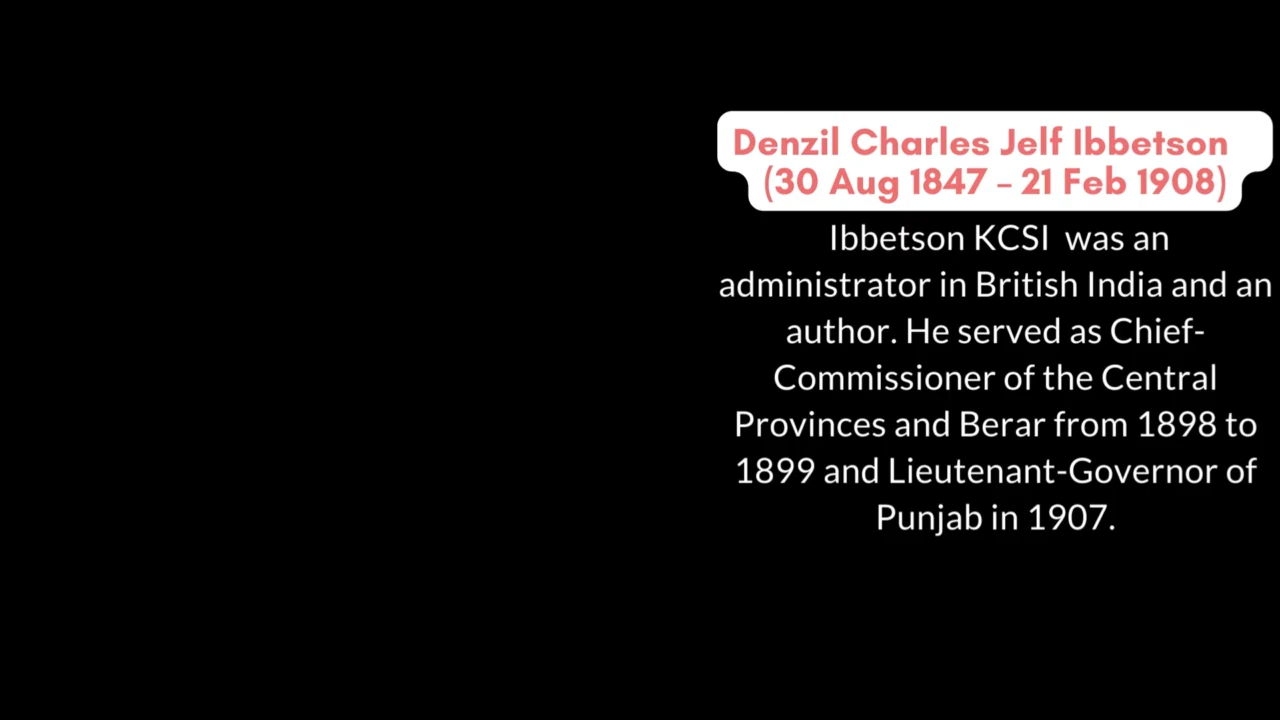 Denzil Charles Jelf Ibbetson
(30 Aug 1847 – 21 Feb 1908)
Ibbetson KCSI was an
administrator in British India and an
author. He served as Chief-
Commissioner of the Central
Provinces and Berar from 1898 to
1899 and Lieutenant-Governor of
Punjab in 1907.